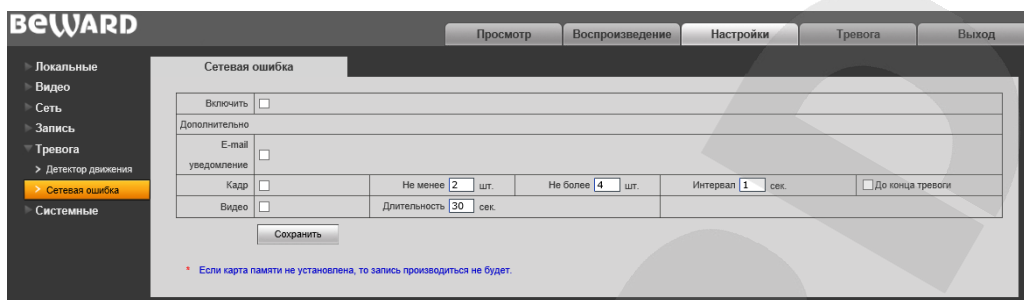 BEWARD
Просмотр Воспроизведение Настройки Тревога Выход
Локальные
Видео
Сеть
Запись
Тревога
> Детектор движения
> Сетевая ошибка
Системные
Сетевая ошибка
Включить
Дополнительно
E-mail
уведомление
Кадр Не менее 2 шт. Не более 4 шт. Интервал 1 сек. До конца тревоги
Видео Длительность 30 сек.
Сохранить
* Если карта памяти не установлена, то запись производиться не будет.